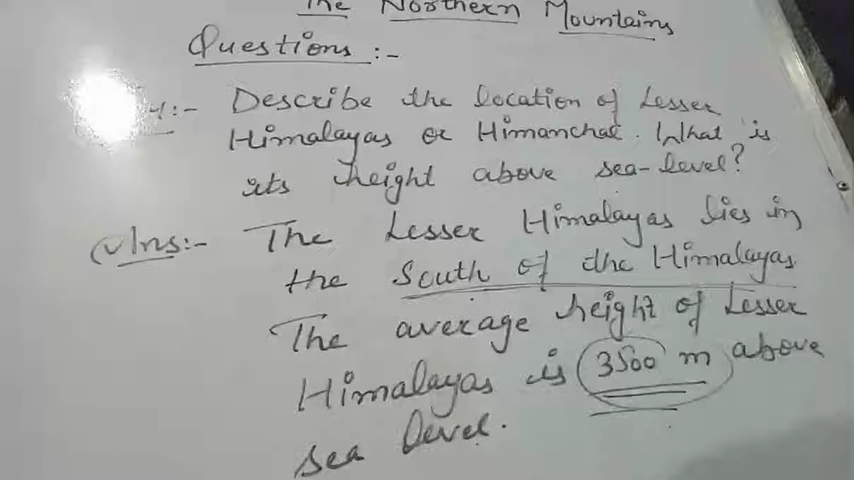 The Northern Mountains
Questions :-
Describe the location of Lesser
Himalayas or Himanchal. What is
its height above sea-level?
Ans:- The Lesser Himalayas lies in
the South of the Himalayas
The average height of Lesser
Himalayas is 3500 m above
sea level.